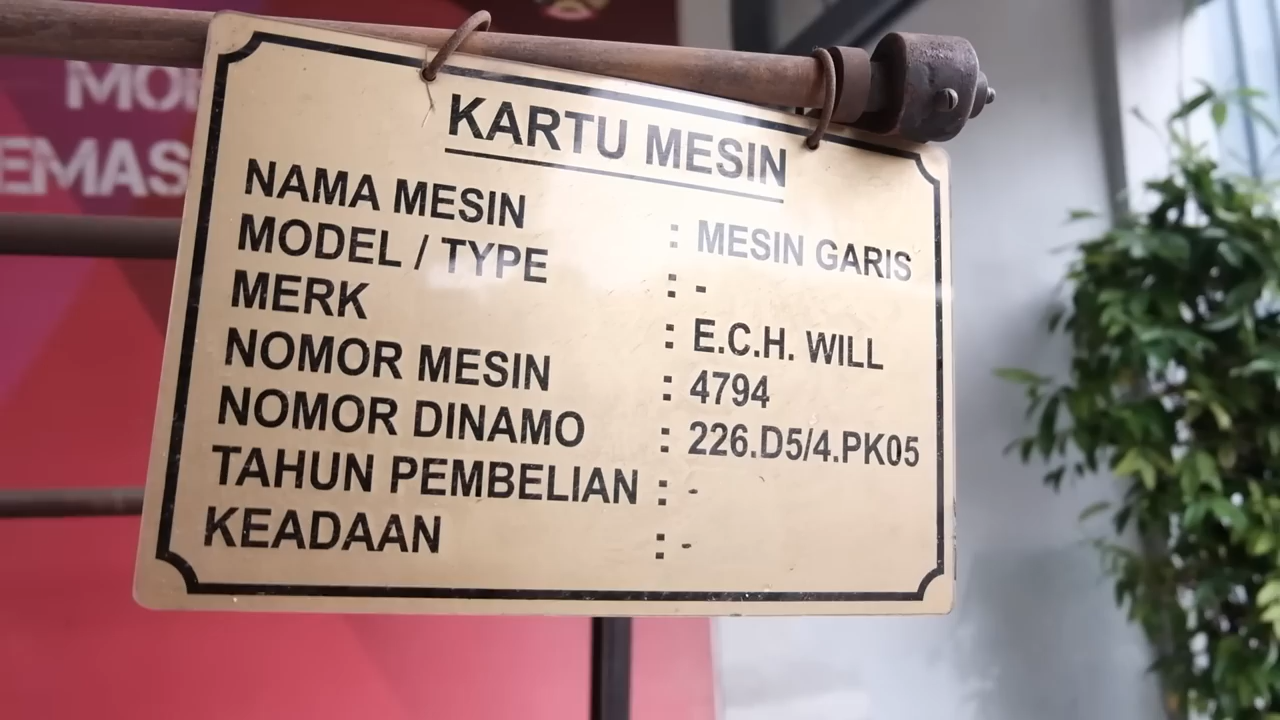 KARTU MESIN
NAMA MESIN : MESIN GARIS
MODEL / TYPE : -
MERK : E.C.H. WILL
NOMOR MESIN : 4794
NOMOR DINAMO : 226.D5/4.PK05
TAHUN PEMBELIAN : -
KEADAAN : -